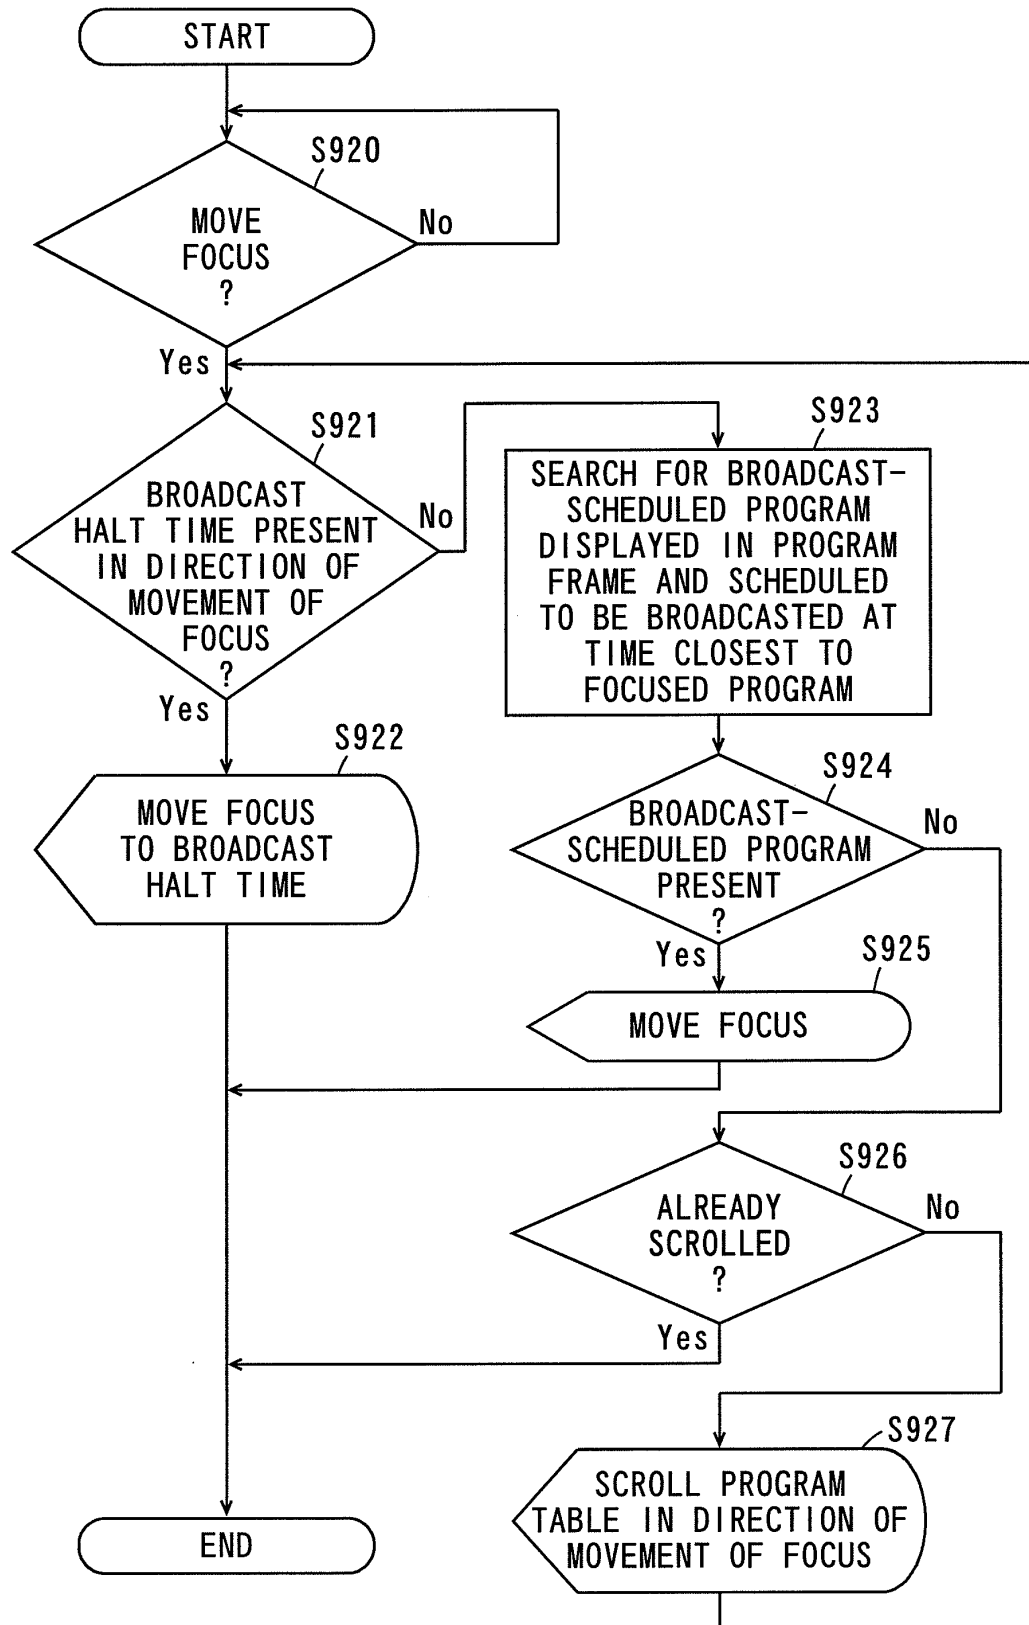 START
S920
MOVE
FOCUS
?
No
Yes
S921
BROADCAST
HALT TIME PRESENT
IN DIRECTION OF
MOVEMENT OF
FOCUS
?
No
Yes
S922
MOVE FOCUS
TO BROADCAST
HALT TIME
S923
SEARCH FOR BROADCAST-
SCHEDULED PROGRAM
DISPLAYED IN PROGRAM
FRAME AND SCHEDULED
TO BE BROADCASTED AT
TIME CLOSEST TO
FOCUSED PROGRAM
S924
BROADCAST-
SCHEDULED PROGRAM
PRESENT
?
No
Yes
S925
MOVE FOCUS
S926
ALREADY
SCROLLED
?
No
Yes
S927
SCROLL PROGRAM
TABLE IN DIRECTION OF
MOVEMENT OF FOCUS
END